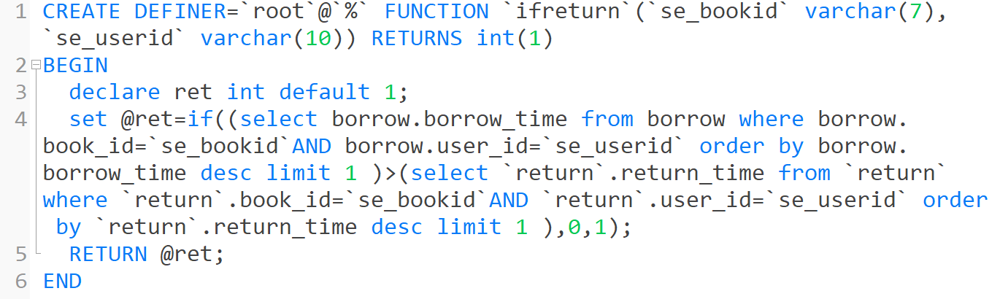 1 CREATE DEFINER=`root`@`%` FUNCTION `ifreturn`(`se_bookid` varchar(7),
`se_userid` varchar(10)) RETURNS int(1)
2 BEGIN
3   declare ret int default 1;
4   set @ret=if((select borrow.borrow_time from borrow where borrow.
book_id=`se_bookid`AND borrow.user_id=`se_userid` order by borrow.
borrow_time desc limit 1 )>(select `return`.return_time from `return`
where `return`.book_id=`se_bookid`AND `return`.user_id=`se_userid` order
 by `return`.return_time desc limit 1 ),0,1);
5   RETURN @ret;
6 END